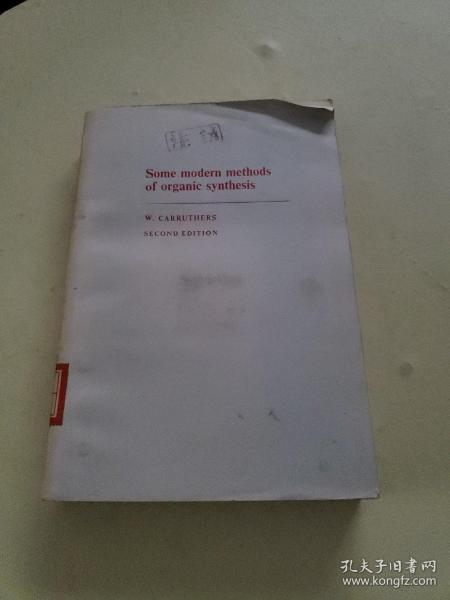 Some modern methods
of organic synthesis
W. CARRUTHERS
SECOND EDITION
孔夫子旧书网
www.kongfz.com